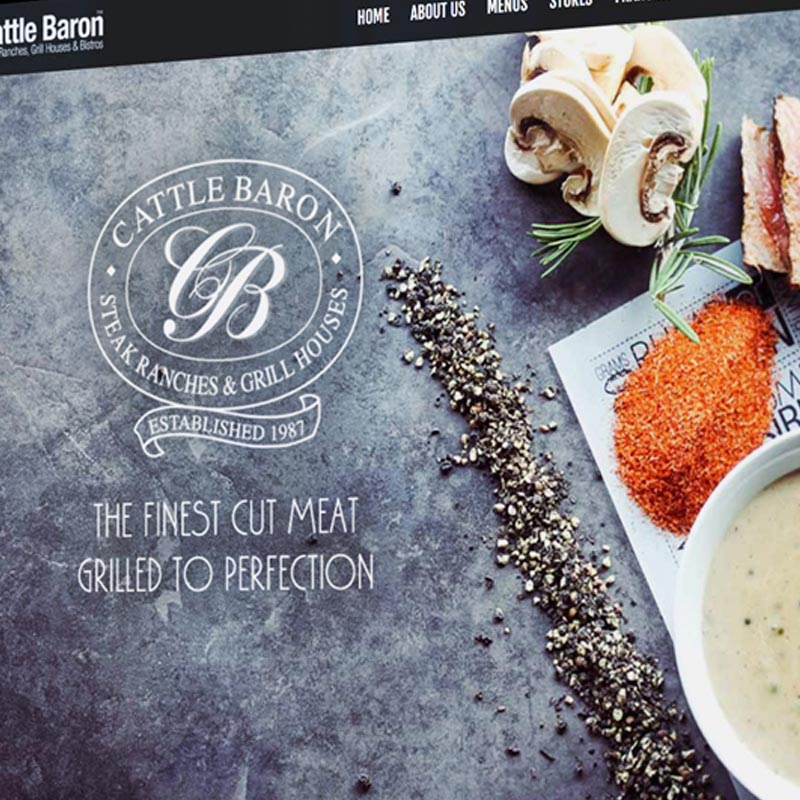 attle Baron
Ranches, Grill Houses & Bistros
HOME ABOUT US MENUS STORES
CATTLE BARON
CB
STEAK RANCHES & GRILL HOUSES
ESTABLISHED 1987
THE FINEST CUT MEAT
GRILLED TO PERFECTION
GRAMS